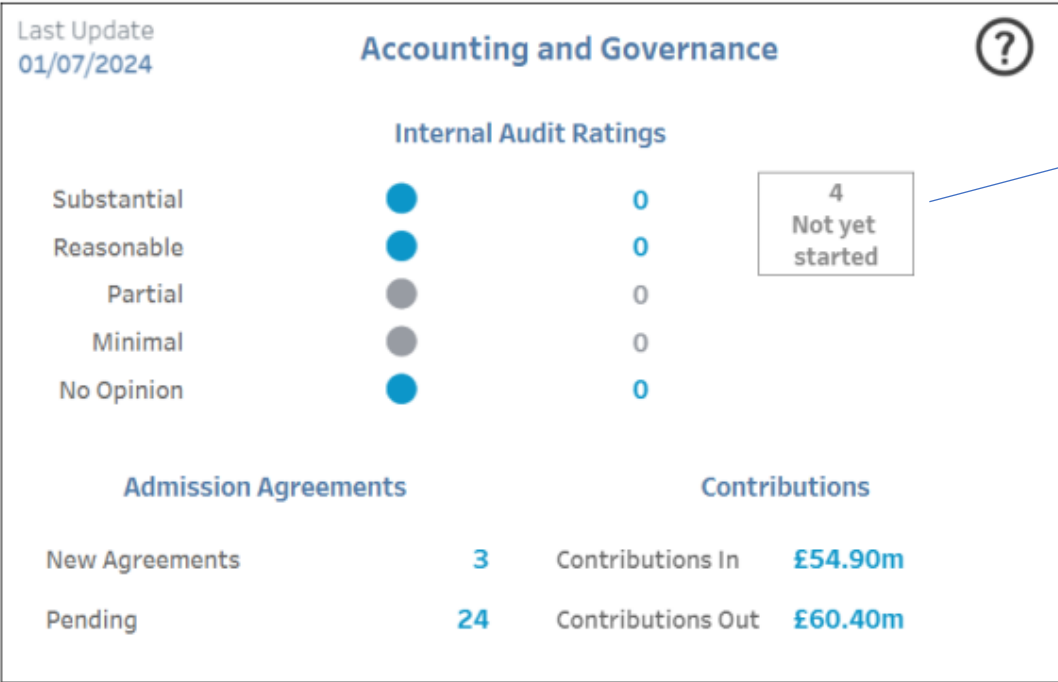 Last Update
01/07/2024
Accounting and Governance
?
Internal Audit Ratings
Substantial 0
Reasonable 0
Partial 0
Minimal 0
No Opinion 0
4
Not yet
started
Admission Agreements
New Agreements 3
Pending 24
Contributions
Contributions In £54.90m
Contributions Out £60.40m